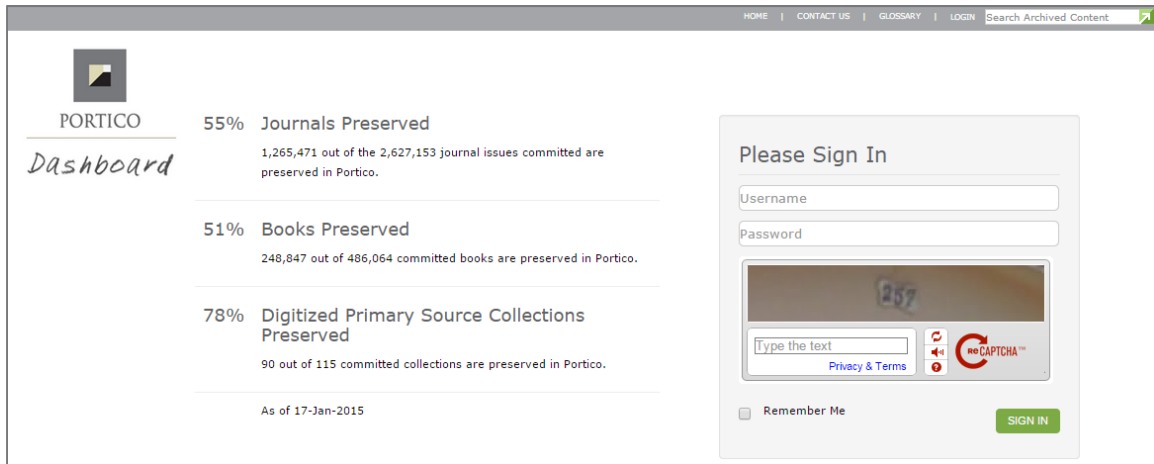 HOME | CONTACT US | GLOSSARY | LOGIN Search Archived Content
PORTICO
Dashboard
55% Journals Preserved
1,265,471 out of the 2,627,153 journal issues committed are
preserved in Portico.
51% Books Preserved
248,847 out of 486,064 committed books are preserved in Portico.
78% Digitized Primary Source Collections
Preserved
90 out of 115 committed collections are preserved in Portico.
As of 17-Jan-2015
Please Sign In
Username
Password
257
Type the text
Privacy & Terms
?
ReCAPTCHA™
Remember Me
SIGN IN